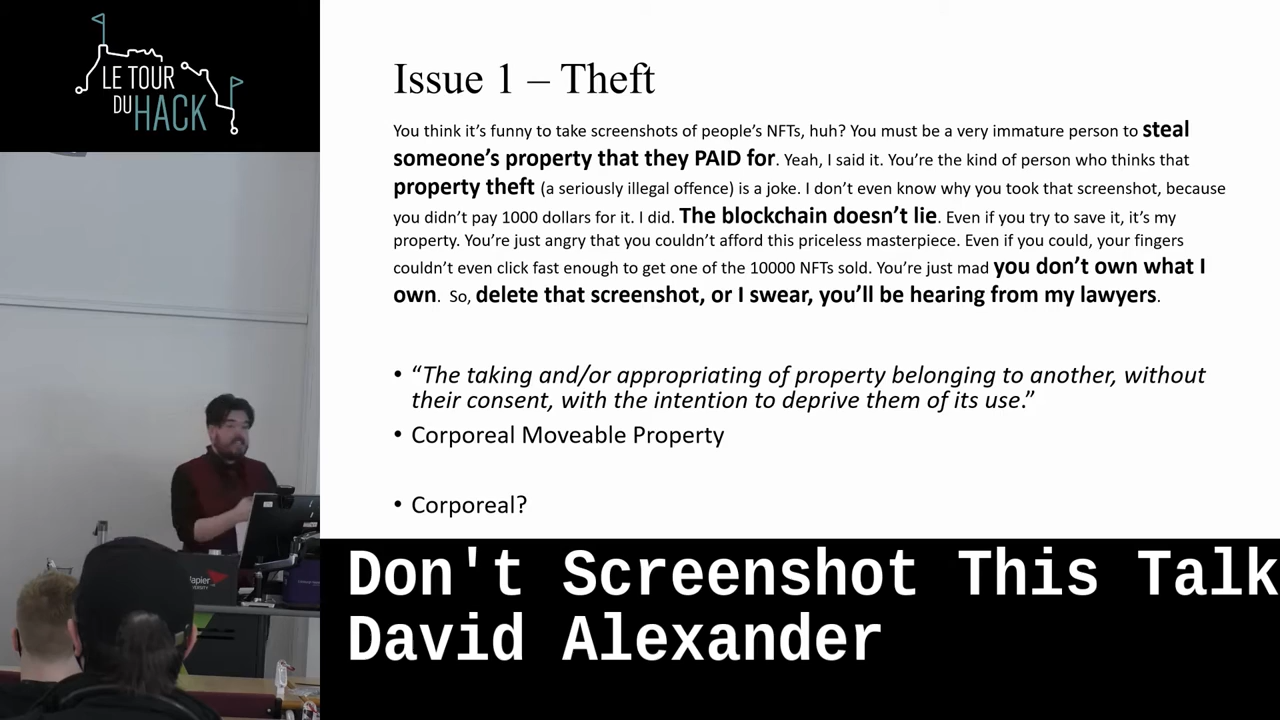 LE TOUR
DU HACK
Issue 1 – Theft
You think it's funny to take screenshots of people's NFTs, huh? You must be a very immature person to steal
someone's property that they PAID for. Yeah, I said it. You're the kind of person who thinks that
property theft (a seriously illegal offence) is a joke. I don't even know why you took that screenshot, because
you didn't pay 1000 dollars for it. I did. The blockchain doesn't lie. Even if you try to save it, it's my
property. You're just angry that you couldn't afford this priceless masterpiece. Even if you could, your fingers
couldn't even click fast enough to get one of the 10000 NFTs sold. You're just mad you don't own what I
own. So, delete that screenshot, or I swear, you'll be hearing from my lawyers.
• “The taking and/or appropriating of property belonging to another, without
their consent, with the intention to deprive them of its use.”
• Corporeal Moveable Property
• Corporeal?
Don't Screenshot This Talk
David Alexander